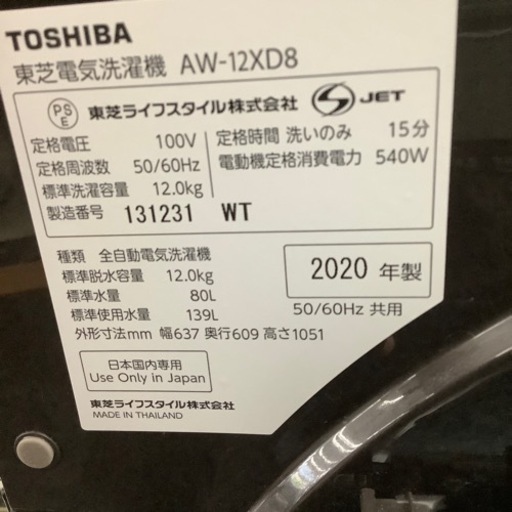 TOSHIBA
東芝電気洗濯機 AW-12XD8
PS
E
東芝ライフスタイル株式会社 S JET
定格電圧 100V
定格時間 洗いのみ 15分
定格周波数 50/60Hz
電動機定格消費電力 540W
標準洗濯容量 12.0kg
製造番号 131231 WT
種類 全自動電気洗濯機
標準脱水容量 12.0kg
2020 年製
標準水量 80L
標準使用水量 139L
50/60Hz 共用
外形寸法mm 幅637 奥行609 高さ1051
日本国内専用
Use Only in Japan
東芝ライフスタイル株式会社
MADE IN THAILAND